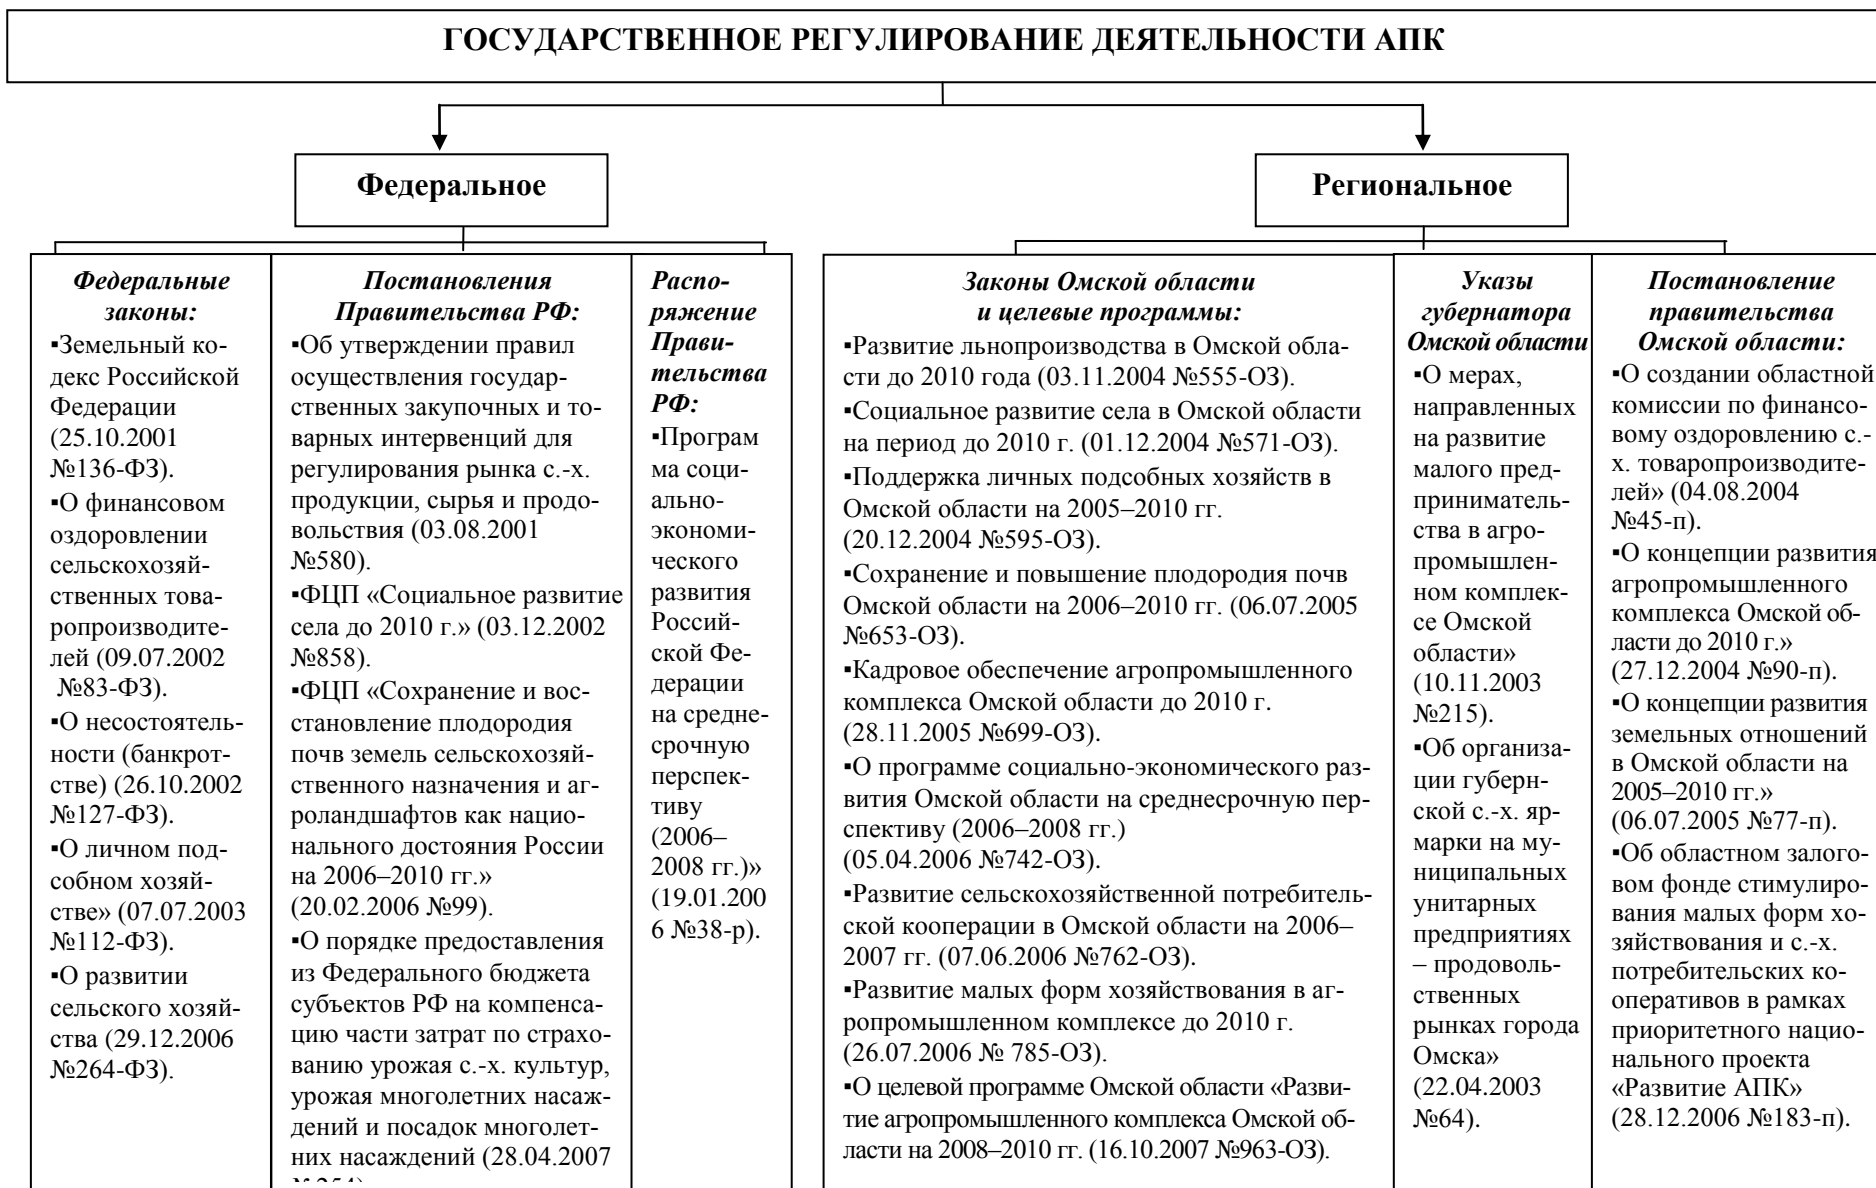 ГОСУДАРСТВЕННОЕ РЕГУЛИРОВАНИЕ ДЕЯТЕЛЬНОСТИ АПК
Федеральное
Региональное
Федеральные
законы:
▪Земельный ко-
декс Российской
Федерации
(25.10.2001
№136-ФЗ).
▪О финансовом
оздоровлении
сельскохозяй-
ственных това-
ропроизводите-
лей (09.07.2002
№83-ФЗ).
▪О несостоятель-
ности (банкрот-
стве) (26.10.2002
№127-ФЗ).
▪О личном под-
собном хозяй-
стве» (07.07.2003
№112-ФЗ).
▪О развитии
сельского хозяй-
ства (29.12.2006
№264-ФЗ).
Постановления
Правительства РФ:
▪Об утверждении правил
осуществления государ-
ственных закупочных и то-
варных интервенций для
регулирования рынка с.-х.
продукции, сырья и продо-
вольствия (03.08.2001
№580).
▪ФЦП «Социальное развитие
села до 2010 г.» (03.12.2002
№858).
▪ФЦП «Сохранение и вос-
становление плодородия
почв земель сельскохозяй-
ственного назначения и аг-
роландшафтов как нацио-
нального достояния России
на 2006–2010 гг.»
(20.02.2006 №99).
▪О порядке предоставления
из Федерального бюджета
субъектов РФ на компенса-
цию части затрат по страхо-
ванию урожая с.-х. культур,
урожая многолетних насаж-
дений и посадок многолет-
них насаждений (28.04.2007
Распо-
ряжение
Прави-
тельства
РФ:
▪Програм
ма соци-
ально-
экономи-
ческого
развития
Россий-
ской Фе-
дерации
на средне-
срочную
перспек-
тиву
(2006–
2008 гг.)»
(19.01.200
6 №38-р).
Законы Омской области
и целевые программы:
▪Развитие льнопроизводства в Омской обла-
сти до 2010 года (03.11.2004 №555-ОЗ).
▪Социальное развитие села в Омской области
на период до 2010 г. (01.12.2004 №571-ОЗ).
▪Поддержка личных подсобных хозяйств в
Омской области на 2005–2010 гг.
(20.12.2004 №595-ОЗ).
▪Сохранение и повышение плодородия почв
Омской области на 2006–2010 гг. (06.07.2005
№653-ОЗ).
▪Кадровое обеспечение агропромышленного
комплекса Омской области до 2010 г.
(28.11.2005 №699-ОЗ).
▪О программе социально-экономического раз-
вития Омской области на среднесрочную пер-
спективу (2006–2008 гг.)
(05.04.2006 №742-ОЗ).
▪Развитие сельскохозяйственной потребитель-
ской кооперации в Омской области на 2006–
2007 гг. (07.06.2006 №762-ОЗ).
▪Развитие малых форм хозяйствования в аг-
ропромышленном комплексе до 2010 г.
(26.07.2006 № 785-ОЗ).
▪О целевой программе Омской области «Разви-
тие агропромышленного комплекса Омской об-
ласти на 2008–2010 гг. (16.10.2007 №963-ОЗ).
Указы
губернатора
Омской области
▪О мерах,
направленных
на развитие
малого пред-
приниматель-
ства в агро-
промышлен-
ном комплек-
се Омской
области»
(10.11.2003
№215).
▪Об организа-
ции губерн-
ской с.-х. яр-
марки на му-
ниципальных
унитарных
предприятиях
– продоволь-
ственных
рынках города
Омска»
(22.04.2003
№64).
Постановление
правительства
Омской области:
▪О создании областной
комиссии по финансо-
вому оздоровлению с.-
х. товаропроизводите-
лей» (04.08.2004
№45-п).
▪О концепции развития
агропромышленного
комплекса Омской об-
ласти до 2010 г.»
(27.12.2004 №90-п).
▪О концепции развития
земельных отношений
в Омской области на
2005–2010 гг.»
(06.07.2005 №77-п).
▪Об областном залого-
вом фонде стимулиро-
вания малых форм хо-
зяйствования и с.-х.
потребительских ко-
оперативов в рамках
приоритетного нацио-
нального проекта
«Развитие АПК»
(28.12.2006 №183-п).